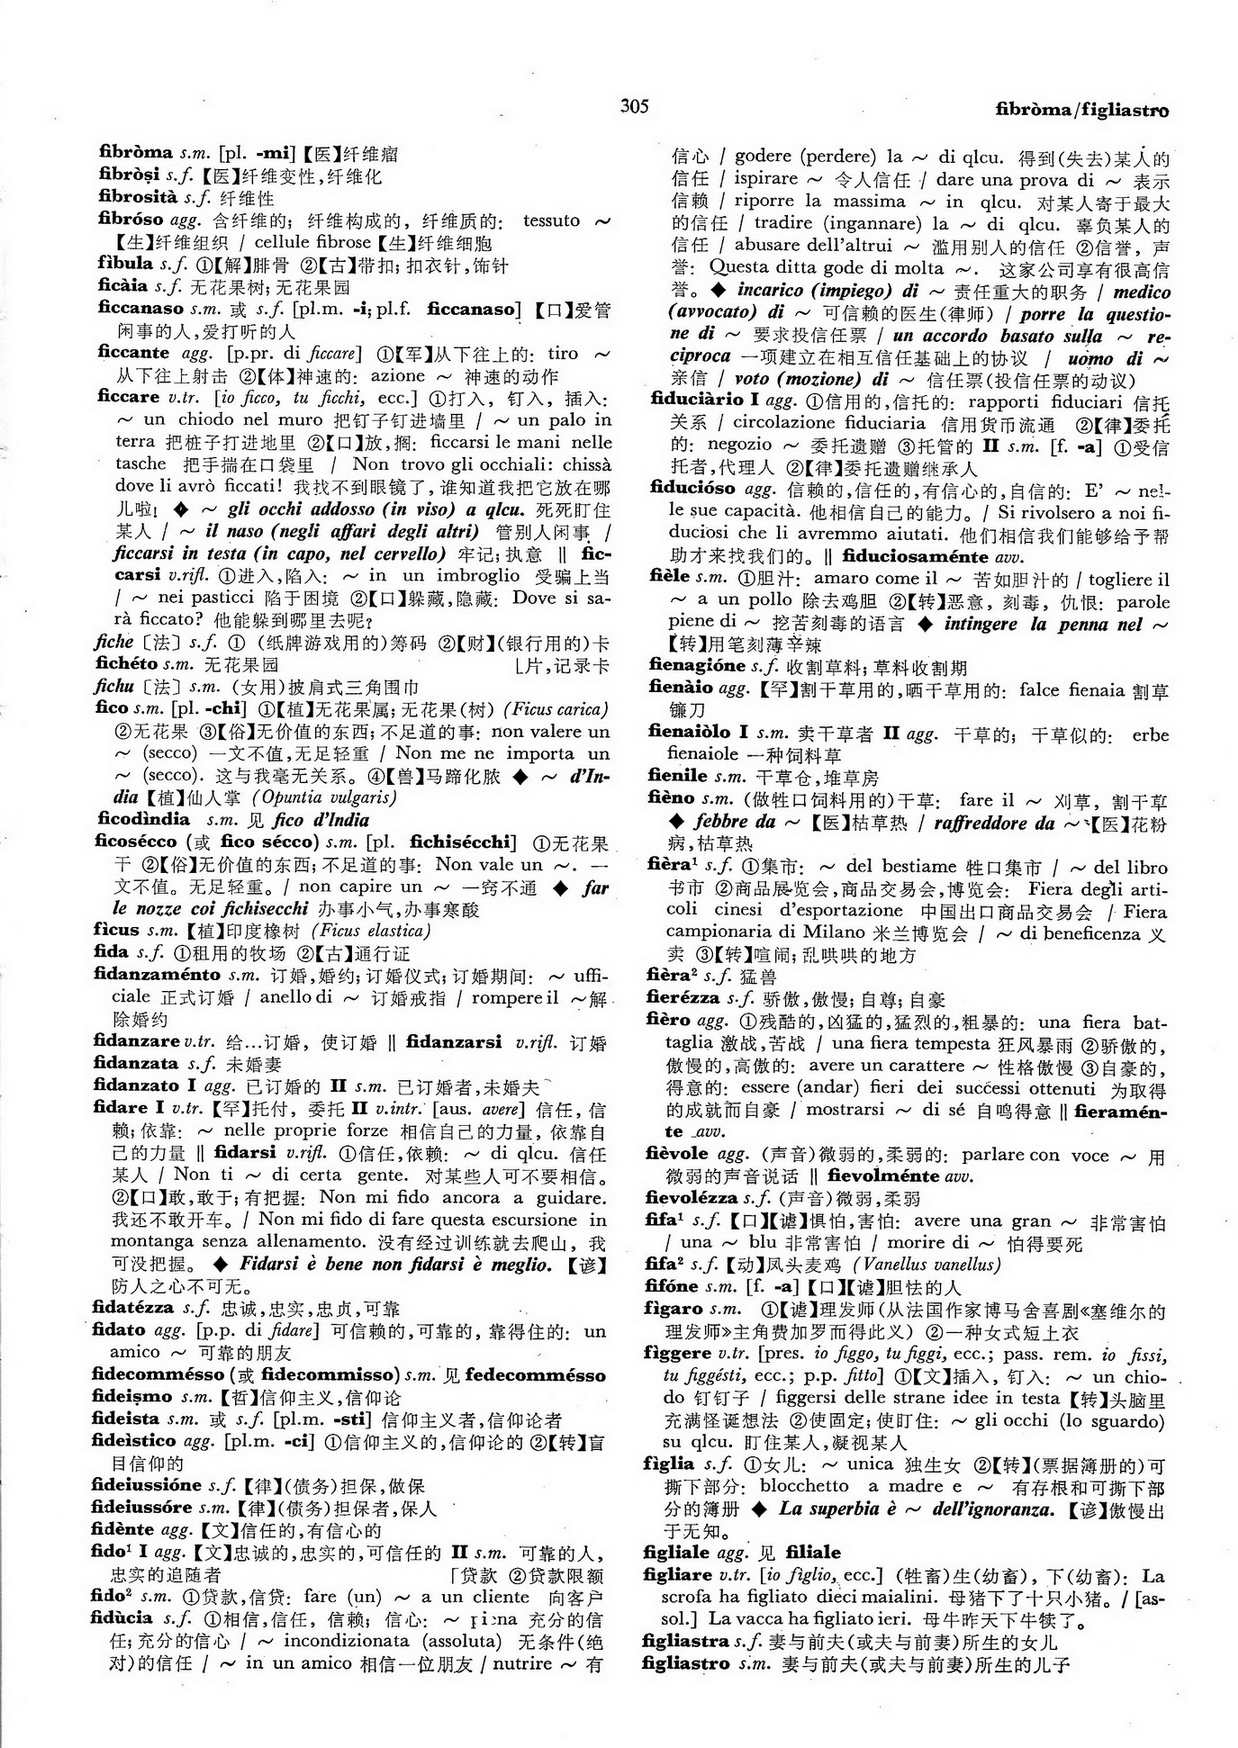 305
fibròma/figliastro
fibròma s.m. [pl. -mi]【医】纤维瘤
fibròsi s.f.【医】纤维变性,纤维化
fibrosità s.f. 纤维性
fibróso agg. 含纤维的; 纤维构成的, 纤维质的: tessuto ～
【生】纤维组织 / cellule fibrose【生】纤维细胞
fìbula s.f. ①【解】腓骨 ②【古】带扣; 扣衣针,饰针
ficàia s.f. 无花果树; 无花果园
ficcanaso s.m. 或 s.f. [pl.m. -i; pl.f. ficcanaso] 【口】爱管
闲事的人,爱打听的人
ficcante agg. [p.pr. di ficcare] ①【军】从下往上的: tiro ～
从下往上射击 ②【体】神速的: azione ～ 神速的动作
ficcare v.tr. [io ficco, tu ficchi, ecc.] ①打入, 钉入, 插入:
～ un chiodo nel muro 把钉子钉进墙里 / ～ un palo in
terra 把桩子打进地里 ②【口】放,搁: ficcarsi le mani nelle
tasche 把手揣在口袋里 / Non trovo gli occhiali: chissà
dove li avrò ficcati! 我找不到眼镜了,谁知道我把它放在哪
儿啦! ◆ ～ gli occhi addosso (in viso) a qlcu. 死死盯住
某人 / ～ il naso (negli affari degli altri) 管别人闲事 /
ficcarsi in testa (in capo, nel cervello) 牢记; 执意 ‖ fic-
carsi v.rifl. ①进入,陷入: ～ in un imbroglio 受骗上当
/ ～ nei pasticci 陷于困境 ②【口】躲藏,隐藏: Dove si sa-
rà ficcato? 他能躲到哪里去呢?
fiche〔法〕s.f. ① (纸牌游戏用的)筹码 ②【财】(银行用的)卡
fichéto s.m. 无花果园 ⌊片,记录卡
fichu〔法〕s.m. (女用)披肩式三角围巾
fico s.m. [pl. -chi] ①【植】无花果属; 无花果(树) (Ficus carica)
②无花果 ③【俗】无价值的东西; 不足道的事: non valere un
～ (secco) 一文不值,无足轻重 / Non me ne importa un
～ (secco). 这与我毫无关系。④【兽】马蹄化脓 ◆ ～ d'In-
dia【植】仙人掌 (Opuntia vulgaris)
ficodìndia s.m. 见 fico d'India
ficosécco (或 fico sécco) s.m. [pl. fichisécchi] ①无花果
干 ②【俗】无价值的东西; 不足道的事: Non vale un ～. 一
文不值。无足轻重。/ non capire un ～ 一窍不通 ◆ far
le nozze coi fichisecchi 办事小气,办事寒酸
fìcus s.m.【植】印度橡树 (Ficus elastica)
fida s.f. ①租用的牧场 ②【古】通行证
fidanzaménto s.m. 订婚,婚约; 订婚仪式; 订婚期间: ～ uffi-
ciale 正式订婚 / anello di ～ 订婚戒指 / rompere il ～解
除婚约
fidanzare v.tr. 给…订婚, 使订婚 ‖ fidanzarsi v.rifl. 订婚
fidanzata s.f. 未婚妻
fidanzato I agg. 已订婚的 II s.m. 已订婚者,未婚夫
fidare I v.tr.【罕】托付, 委托 II v.intr. [aus. avere] 信任, 信
赖; 依靠: ～ nelle proprie forze 相信自己的力量, 依靠自
己的力量 ‖ fidarsi v.rifl. ①信任,依赖: ～ di qlcu. 信任
某人 / Non ti ～ di certa gente. 对某些人可不要相信。
②【口】敢,敢于; 有把握: Non mi fido ancora a guidare.
我还不敢开车。/ Non mi fido di fare questa escursione in
montanga senza allenamento. 没有经过训练就去爬山, 我
可没把握。 ◆ Fidarsi è bene non fidarsi è meglio. 【谚】
防人之心不可无。
fidatézza s.f. 忠诚,忠实,忠贞,可靠
fidato agg. [p.p. di fidare] 可信赖的,可靠的, 靠得住的: un
amico ～ 可靠的朋友
fidecommésso (或 fidecommisso) s.m. 见 fedecommésso
fideismo s.m. 【哲】信仰主义,信仰论
fideista s.m. 或 s.f. [pl.m. -sti] 信仰主义者,信仰论者
fideìstico agg. [pl.m. -ci] ①信仰主义的,信仰论的 ②【转】盲
目信仰的
fideiussióne s.f.【律】(债务)担保,做保
fideiussóre s.m.【律】(债务)担保者,保人
fidènte agg.【文】信任的,有信心的
fido¹ I agg.【文】忠诚的,忠实的,可信任的 II s.m. 可靠的人,
忠实的追随者 ⌈贷款 ②贷款限额
fido² s.m. ①贷款,信贷: fare (un) ～ a un cliente 向客户
fidùcia s.f. ①相信,信任, 信赖; 信心: ～ piena 充分的信
任; 充分的信心 / ～ incondizionata (assoluta) 无条件(绝
对)的信任 / ～ in un amico 相信一位朋友 / nutrire ～ 有
信心 / godere (perdere) la ～ di qlcu. 得到(失去)某人的
信任 / ispirare ～ 令人信任 / dare una prova di ～ 表示
信赖 / riporre la massima ～ in qlcu. 对某人寄于最大
的信任 / tradire (ingannare) la ～ di qlcu. 辜负某人的
信任 / abusare dell'altrui ～ 滥用别人的信任 ②信誉, 声
誉: Questa ditta gode di molta ～. 这家公司享有很高信
誉。◆ incarico (impiego) di ～ 责任重大的职务 / medico
(avvocato) di ～ 可信赖的医生(律师) / porre la questio-
ne di ～ 要求投信任票 / un accordo basato sulla ～ re-
ciproca 一项建立在相互信任基础上的协议 / uomo di ～
亲信 / voto (mozione) di ～ 信任票(投信任票的动议)
fiduciàrio I agg. ①信用的,信托的: rapporti fiduciari 信托
关系 / circolazione fiduciaria 信用货币流通 ②【律】委托
的: negozio ～ 委托遗赠 ③托管的 II s.m. [f. -a] ①受信
托者,代理人 ②【律】委托遗赠继承人
fiducióso agg. 信赖的,信任的,有信心的,自信的: E' ～ nel-
le sue capacità. 他相信自己的能力。/ Si rivolsero a noi fi-
duciosi che li avremmo aiutati. 他们相信我们能够给予帮
助才来找我们的。‖ fiduciosaménte avv.
fièle s.m. ①胆汁: amaro come il ～ 苦如胆汁的 / togliere il
～ a un pollo 除去鸡胆 ②【转】恶意, 刻毒, 仇恨: parole
piene di ～ 挖苦刻毒的语言 ◆ intingere la penna nel ～
【转】用笔刻薄辛辣
fienagióne s.f. 收割草料; 草料收割期
fienàio agg.【罕】割干草用的,晒干草用的: falce fienaia 割草
镰刀
fienaiòlo I s.m. 卖干草者 II agg. 干草的; 干草似的: erbe
fienaiole 一种饲料草
fienile s.m. 干草仓,堆草房
fièno s.m. (做牲口饲料用的)干草: fare il ～ 刈草, 割干草
◆ febbre da ～ 【医】枯草热 / raffreddore da ～【医】花粉
病,枯草热
fièra¹ s.f. ①集市: ～ del bestiame 牲口集市 / ～ del libro
书市 ②商品展览会,商品交易会,博览会: Fiera degli arti-
coli cinesi d'esportazione 中国出口商品交易会 / Fiera
campionaria di Milano 米兰博览会 / ～ di beneficenza 义
卖 ③【转】喧闹; 乱哄哄的地方
fièra² s.f. 猛兽
fierézza s.f. 骄傲,傲慢; 自尊; 自豪
fièro agg. ①残酷的,凶猛的,猛烈的,粗暴的: una fiera bat-
taglia 激战,苦战 / una fiera tempesta 狂风暴雨 ②骄傲的,
傲慢的,高傲的: avere un carattere ～ 性格傲慢 ③自豪的,
得意的: essere (andar) fieri dei successi ottenuti 为取得
的成就而自豪 / mostrarsi ～ di sé 自鸣得意 ‖ fieramén-
te avv.
fièvole agg. (声音)微弱的,柔弱的: parlare con voce ～ 用
微弱的声音说话 ‖ fievolménte avv.
fievolézza s.f. (声音)微弱,柔弱
fifa¹ s.f.【口】【谑】惧怕,害怕: avere una gran ～ 非常害怕
/ una ～ blu 非常害怕 / morire di ～ 怕得要死
fifa² s.f.【动】凤头麦鸡 (Vanellus vanellus)
fifóne s.m. [f. -a]【口】【谑】胆怯的人
fìgaro s.m. ①【谑】理发师(从法国作家博马舍喜剧《塞维尔的
理发师》主角费加罗而得此义) ②一种女式短上衣
fìggere v.tr. [pres. io figgo, tu figgi, ecc.; pass. rem. io fissi,
tu figgésti, ecc.; p.p. fitto] ①【文】插入, 钉入: ～ un chio-
do 钉钉子 / figgersi delle strane idee in testa【转】头脑里
充满怪诞想法 ②使固定; 使盯住: ～ gli occhi (lo sguardo)
su qlcu. 盯住某人,凝视某人
fìglia s.f. ①女儿: ～ unica 独生女 ②【转】(票据簿册的)可
撕下部分: blocchetto a madre e ～ 有存根和可撕下部
分的簿册 ◆ La superbia è ～ dell'ignoranza.【谚】傲慢出
于无知。
figliale agg. 见 filiale
figliare v.tr. [io figlio, ecc.] (牲畜)生(幼畜), 下(幼畜): La
scrofa ha figliato dieci maialini. 母猪下了十只小猪。/ [as-
sol.] La vacca ha figliato ieri. 母牛昨天下牛犊了。
figliastra s.f. 妻与前夫(或夫与前妻)所生的女儿
figliastro s.m. 妻与前夫(或夫与前妻)所生的儿子